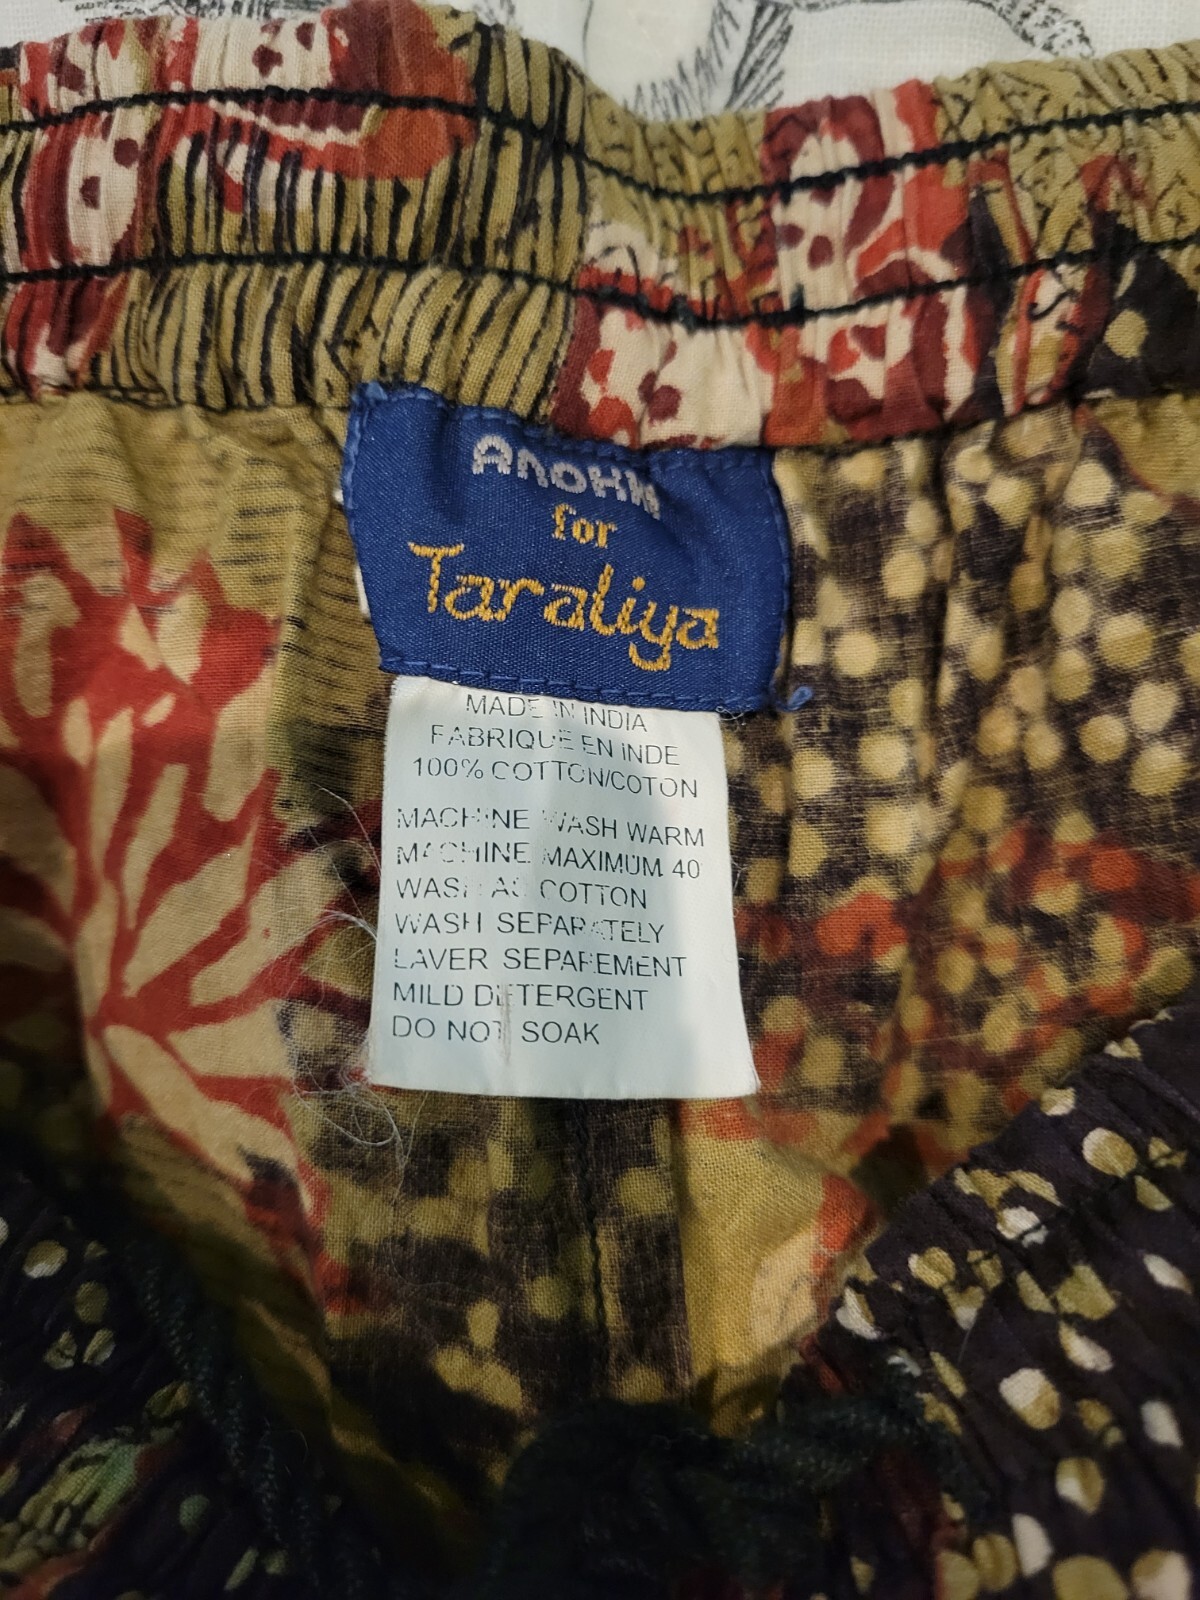 ANOKHI
for
Taraliya
MADE IN INDIA
FABRIQUE EN INDE
100% COTTON/COTON
MACHINE WASH WARM
MACHINE MAXIMUM 40°
WASH AS COTTON
WASH SEPARATELY
LAVER SEPAREMENT
MILD DETERGENT
DO NOT SOAK